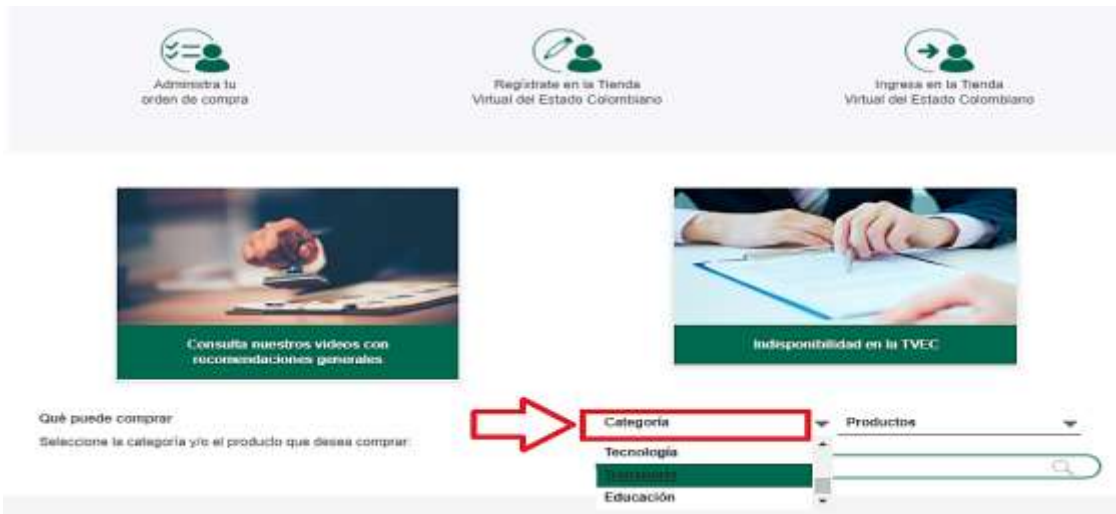 Administra tu
orden de compra
Regístrate en la Tienda
Virtual del Estado Colombiano
Ingresa en la Tienda
Virtual del Estado Colombiano
Consulta nuestros videos con
recomendaciones generales
Indisponibilidad en la TVEC
Qué puede comprar
Seleccione la categoría y/o el producto que desea comprar:
Categoría
Productos
Tecnología
Transporte
Educación